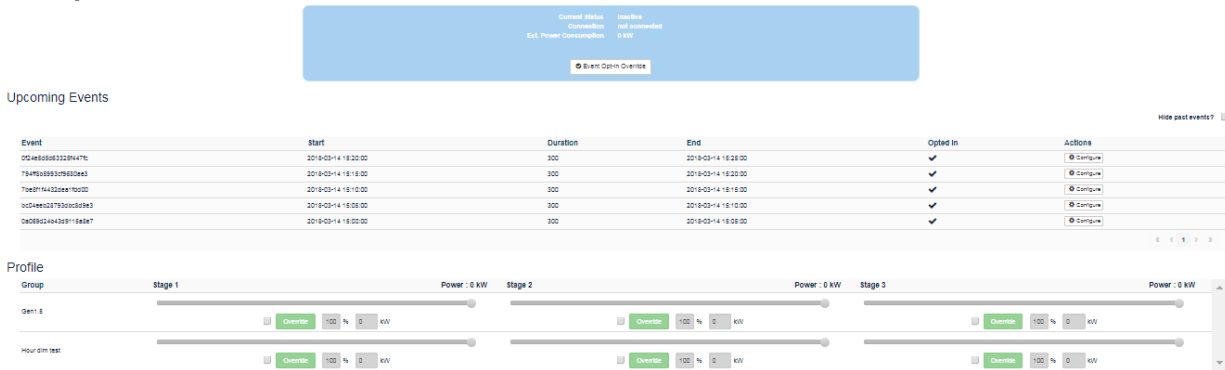 Current Status Inactive
Connection not connected
Est. Power Consumption 0 kW
Event Opt-In Override
Upcoming Events
Hide past events?
Event Start Duration End Opted In Actions
2018-03-14 15:20:00 300 2018-03-14 15:25:00 Configure
2018-03-14 15:15:00 300 2018-03-14 15:20:00 Configure
2018-03-14 15:10:00 300 2018-03-14 15:15:00 Configure
2018-03-14 15:05:00 300 2018-03-14 15:10:00 Configure
2018-03-14 15:00:00 300 2018-03-14 15:05:00 Configure
1
Profile
Group Stage 1 Power : 0 kW Stage 2 Power : 0 kW Stage 3 Power : 0 kW
Gen1.5
Override 100 % 0 kW Override 100 % 0 kW Override 100 % 0 kW
Hour dim test
Override 100 % 0 kW Override 100 % 0 kW Override 100 % 0 kW